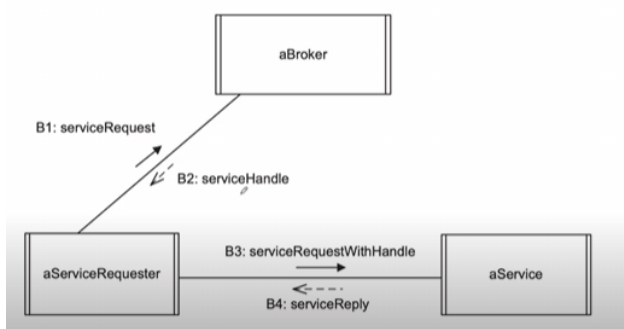 aBroker
B1: serviceRequest
B2: serviceHandle
B3: serviceRequestWithHandle
aServiceRequester
aService
B4: serviceReply